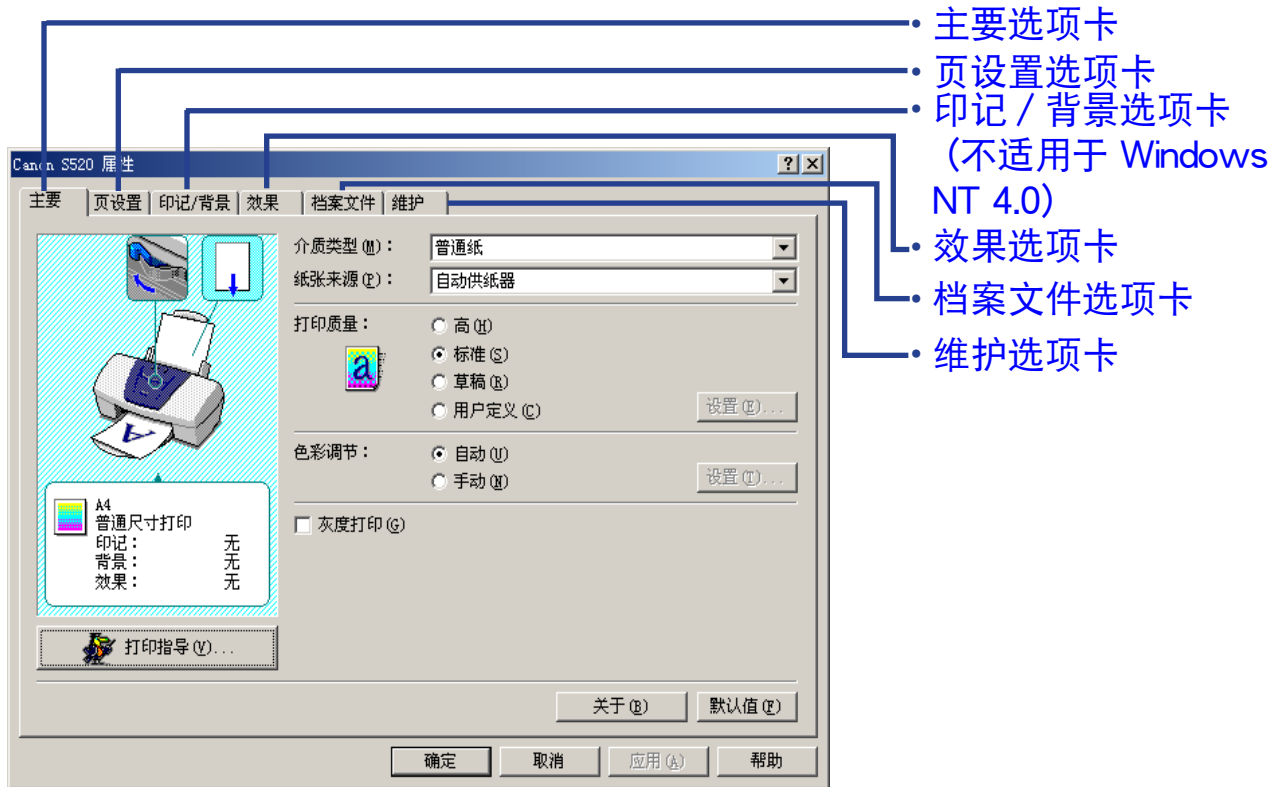 • 主要选项卡
• 页设置选项卡
• 印记 / 背景选项卡
(不适用于 Windows
NT 4.0)
• 效果选项卡
• 档案文件选项卡
• 维护选项卡
Canon S520 属性
主要 页设置 印记/背景 效果 档案文件 维护
介质类型(M): 普通纸
纸张来源(P): 自动供纸器
打印质量: 高(H)
标准(S)
草稿(R)
用户定义(C) 设置(E)...
色彩调节: 自动(U)
手动(N) 设置(T)...
灰度打印(G)
A4
普通尺寸打印
印记: 无
背景: 无
效果: 无
打印指导(V)...
关于(B) 默认值(F)
确定 取消 应用(A) 帮助